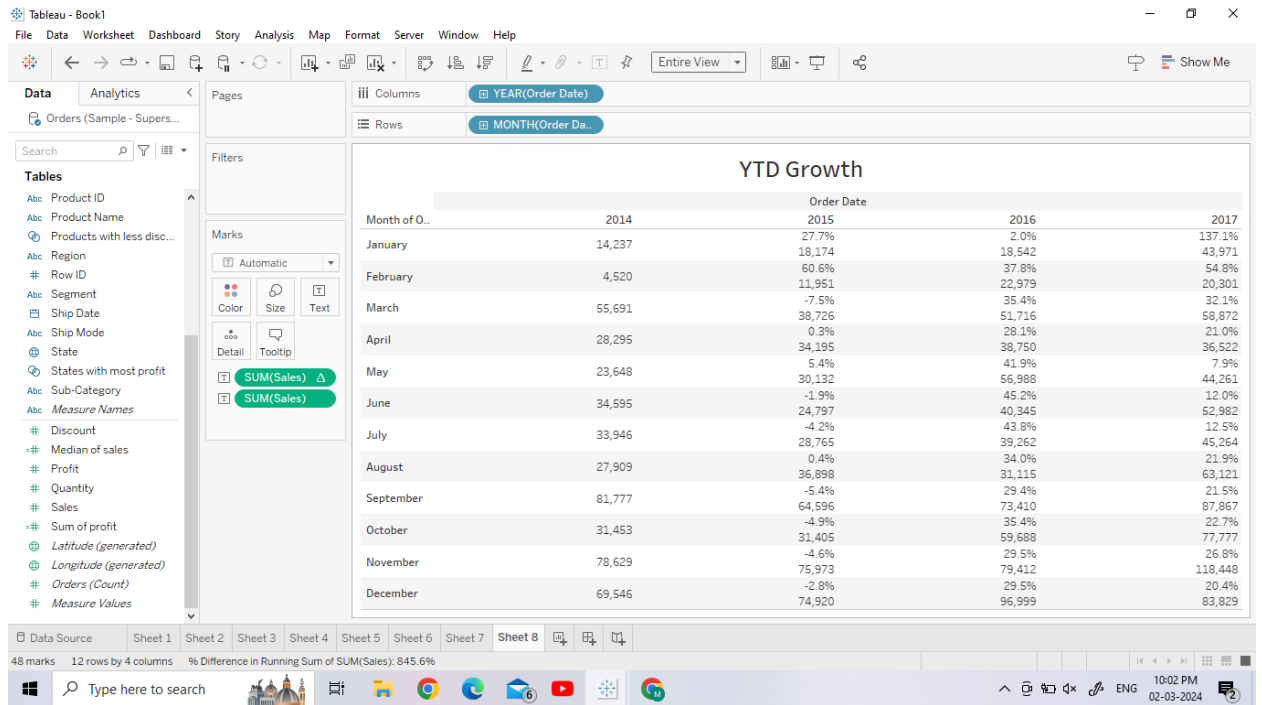 Tableau - Book1
File Data Worksheet Dashboard Story Analysis Map Format Server Window Help
Entire View
Show Me
Data Analytics
Orders (Sample - Supers...
Search
Tables
Abc Product ID
Abc Product Name
Products with less disc...
Abc Region
# Row ID
Abc Segment
Ship Date
Abc Ship Mode
State
States with most profit
Abc Sub-Category
Abc Measure Names
# Discount
=# Median of sales
# Profit
# Quantity
# Sales
=# Sum of profit
Latitude (generated)
Longitude (generated)
# Orders (Count)
# Measure Values
Pages
Filters
Marks
T Automatic
Color Size Text
Detail Tooltip
T SUM(Sales) Δ
T SUM(Sales)
iii Columns YEAR(Order Date)
Rows MONTH(Order Da..
YTD Growth
Order Date
Month of O.. 2014 2015 2016 2017
27.7% 2.0% 137.1%
January 14,237 18,174 18,542 43,971
60.6% 37.8% 54.8%
February 4,520 11,951 22,979 20,301
-7.5% 35.4% 32.1%
March 55,691 38,726 51,716 58,872
0.3% 28.1% 21.0%
April 28,295 34,195 38,750 36,522
5.4% 41.9% 7.9%
May 23,648 30,132 56,988 44,261
-1.9% 45.2% 12.0%
June 34,595 24,797 40,345 52,982
-4.2% 43.8% 12.5%
July 33,946 28,765 39,262 45,264
0.4% 34.0% 21.9%
August 27,909 36,898 31,115 63,121
-5.4% 29.4% 21.5%
September 81,777 64,596 73,410 87,867
-4.9% 35.4% 22.7%
October 31,453 31,405 59,688 77,777
-4.6% 29.5% 26.8%
November 78,629 75,973 79,412 118,448
-2.8% 29.5% 20.4%
December 69,546 74,920 96,999 83,829
Data Source Sheet 1 Sheet 2 Sheet 3 Sheet 4 Sheet 5 Sheet 6 Sheet 7 Sheet 8
48 marks 12 rows by 4 columns % Difference in Running Sum of SUM(Sales): 845.6%
Type here to search
6
M
ENG
10:02 PM
02-03-2024
2